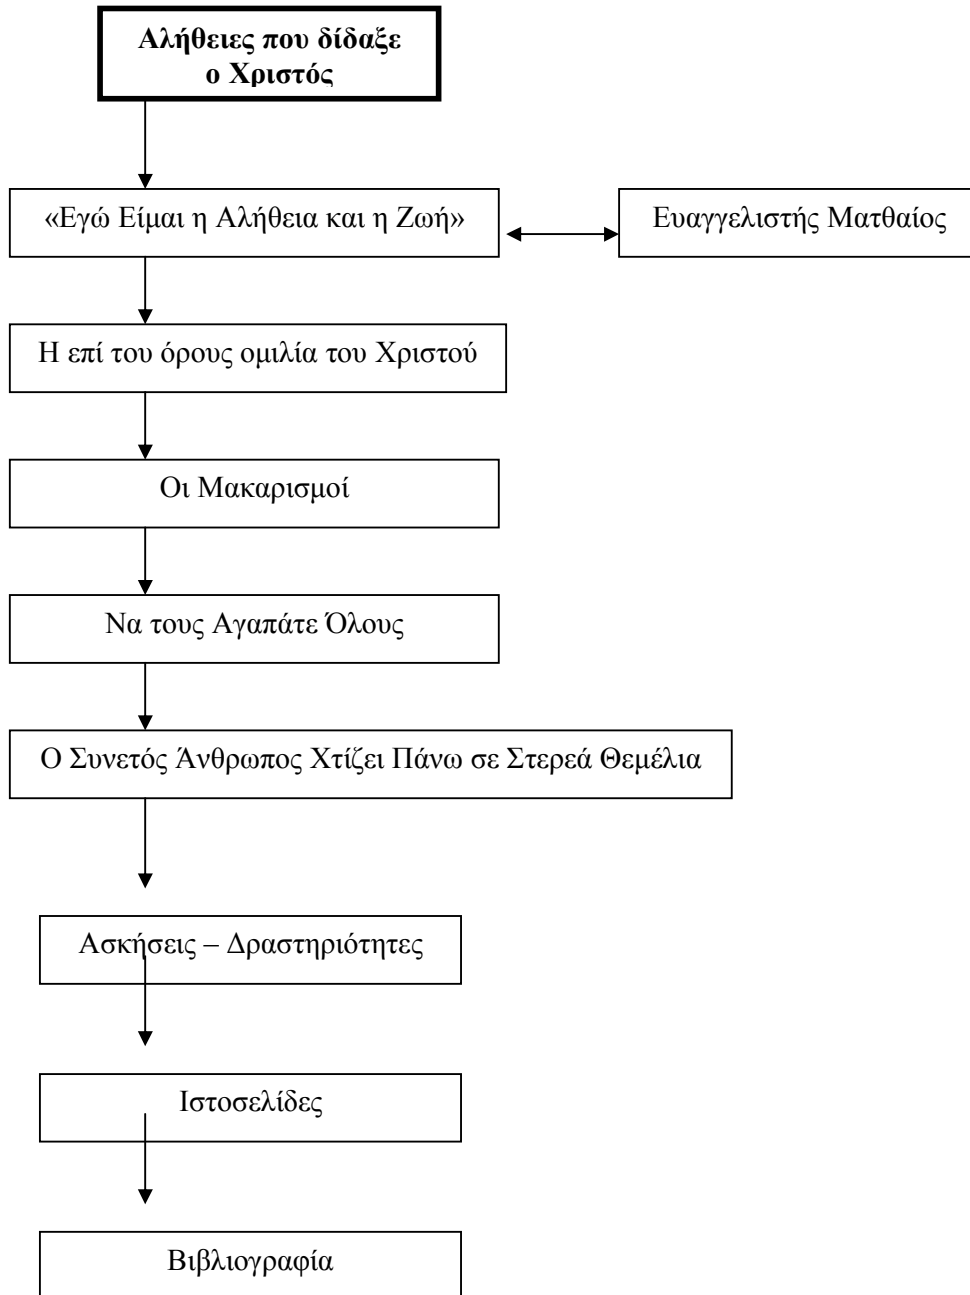 Αλήθειες που δίδαξε
ο Χριστός
«Εγώ Είμαι η Αλήθεια και η Ζωή»
Ευαγγελιστής Ματθαίος
Η επί του όρους ομιλία του Χριστού
Οι Μακαρισμοί
Να τους Αγαπάτε Όλους
Ο Συνετός Άνθρωπος Χτίζει Πάνω σε Στερεά Θεμέλια
Ασκήσεις – Δραστηριότητες
Ιστοσελίδες
Βιβλιογραφία